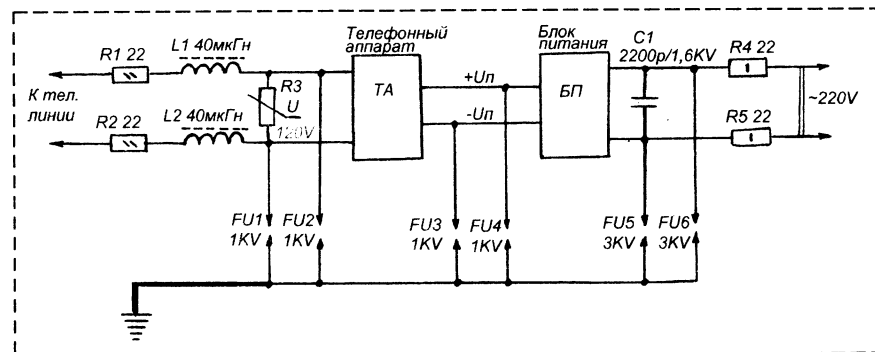 Телефонный
аппарат
Блок
питания
C1
2200p/1,6KV
R1 22
L1 40мкГн
R4 22
R3
U
120V
ТА
+Uп
-Uп
БП
К тел.
линии
~220V
R2 22
L2 40мкГн
R5 22
FU1
1KV
FU2
1KV
FU3
1KV
FU4
1KV
FU5
3KV
FU6
3KV